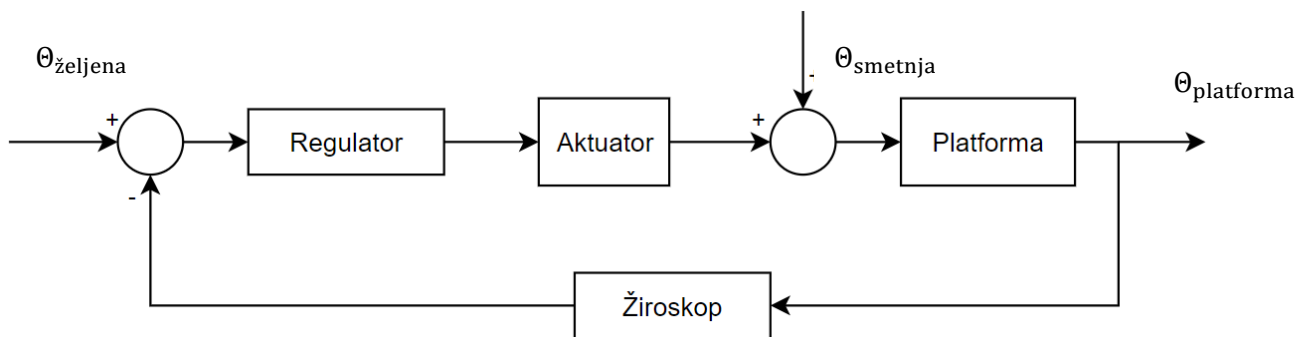 Θželjena
+
-
Regulator
Aktuator
+
-
Θsmetnja
Platforma
Θplatforma
Žiroskop